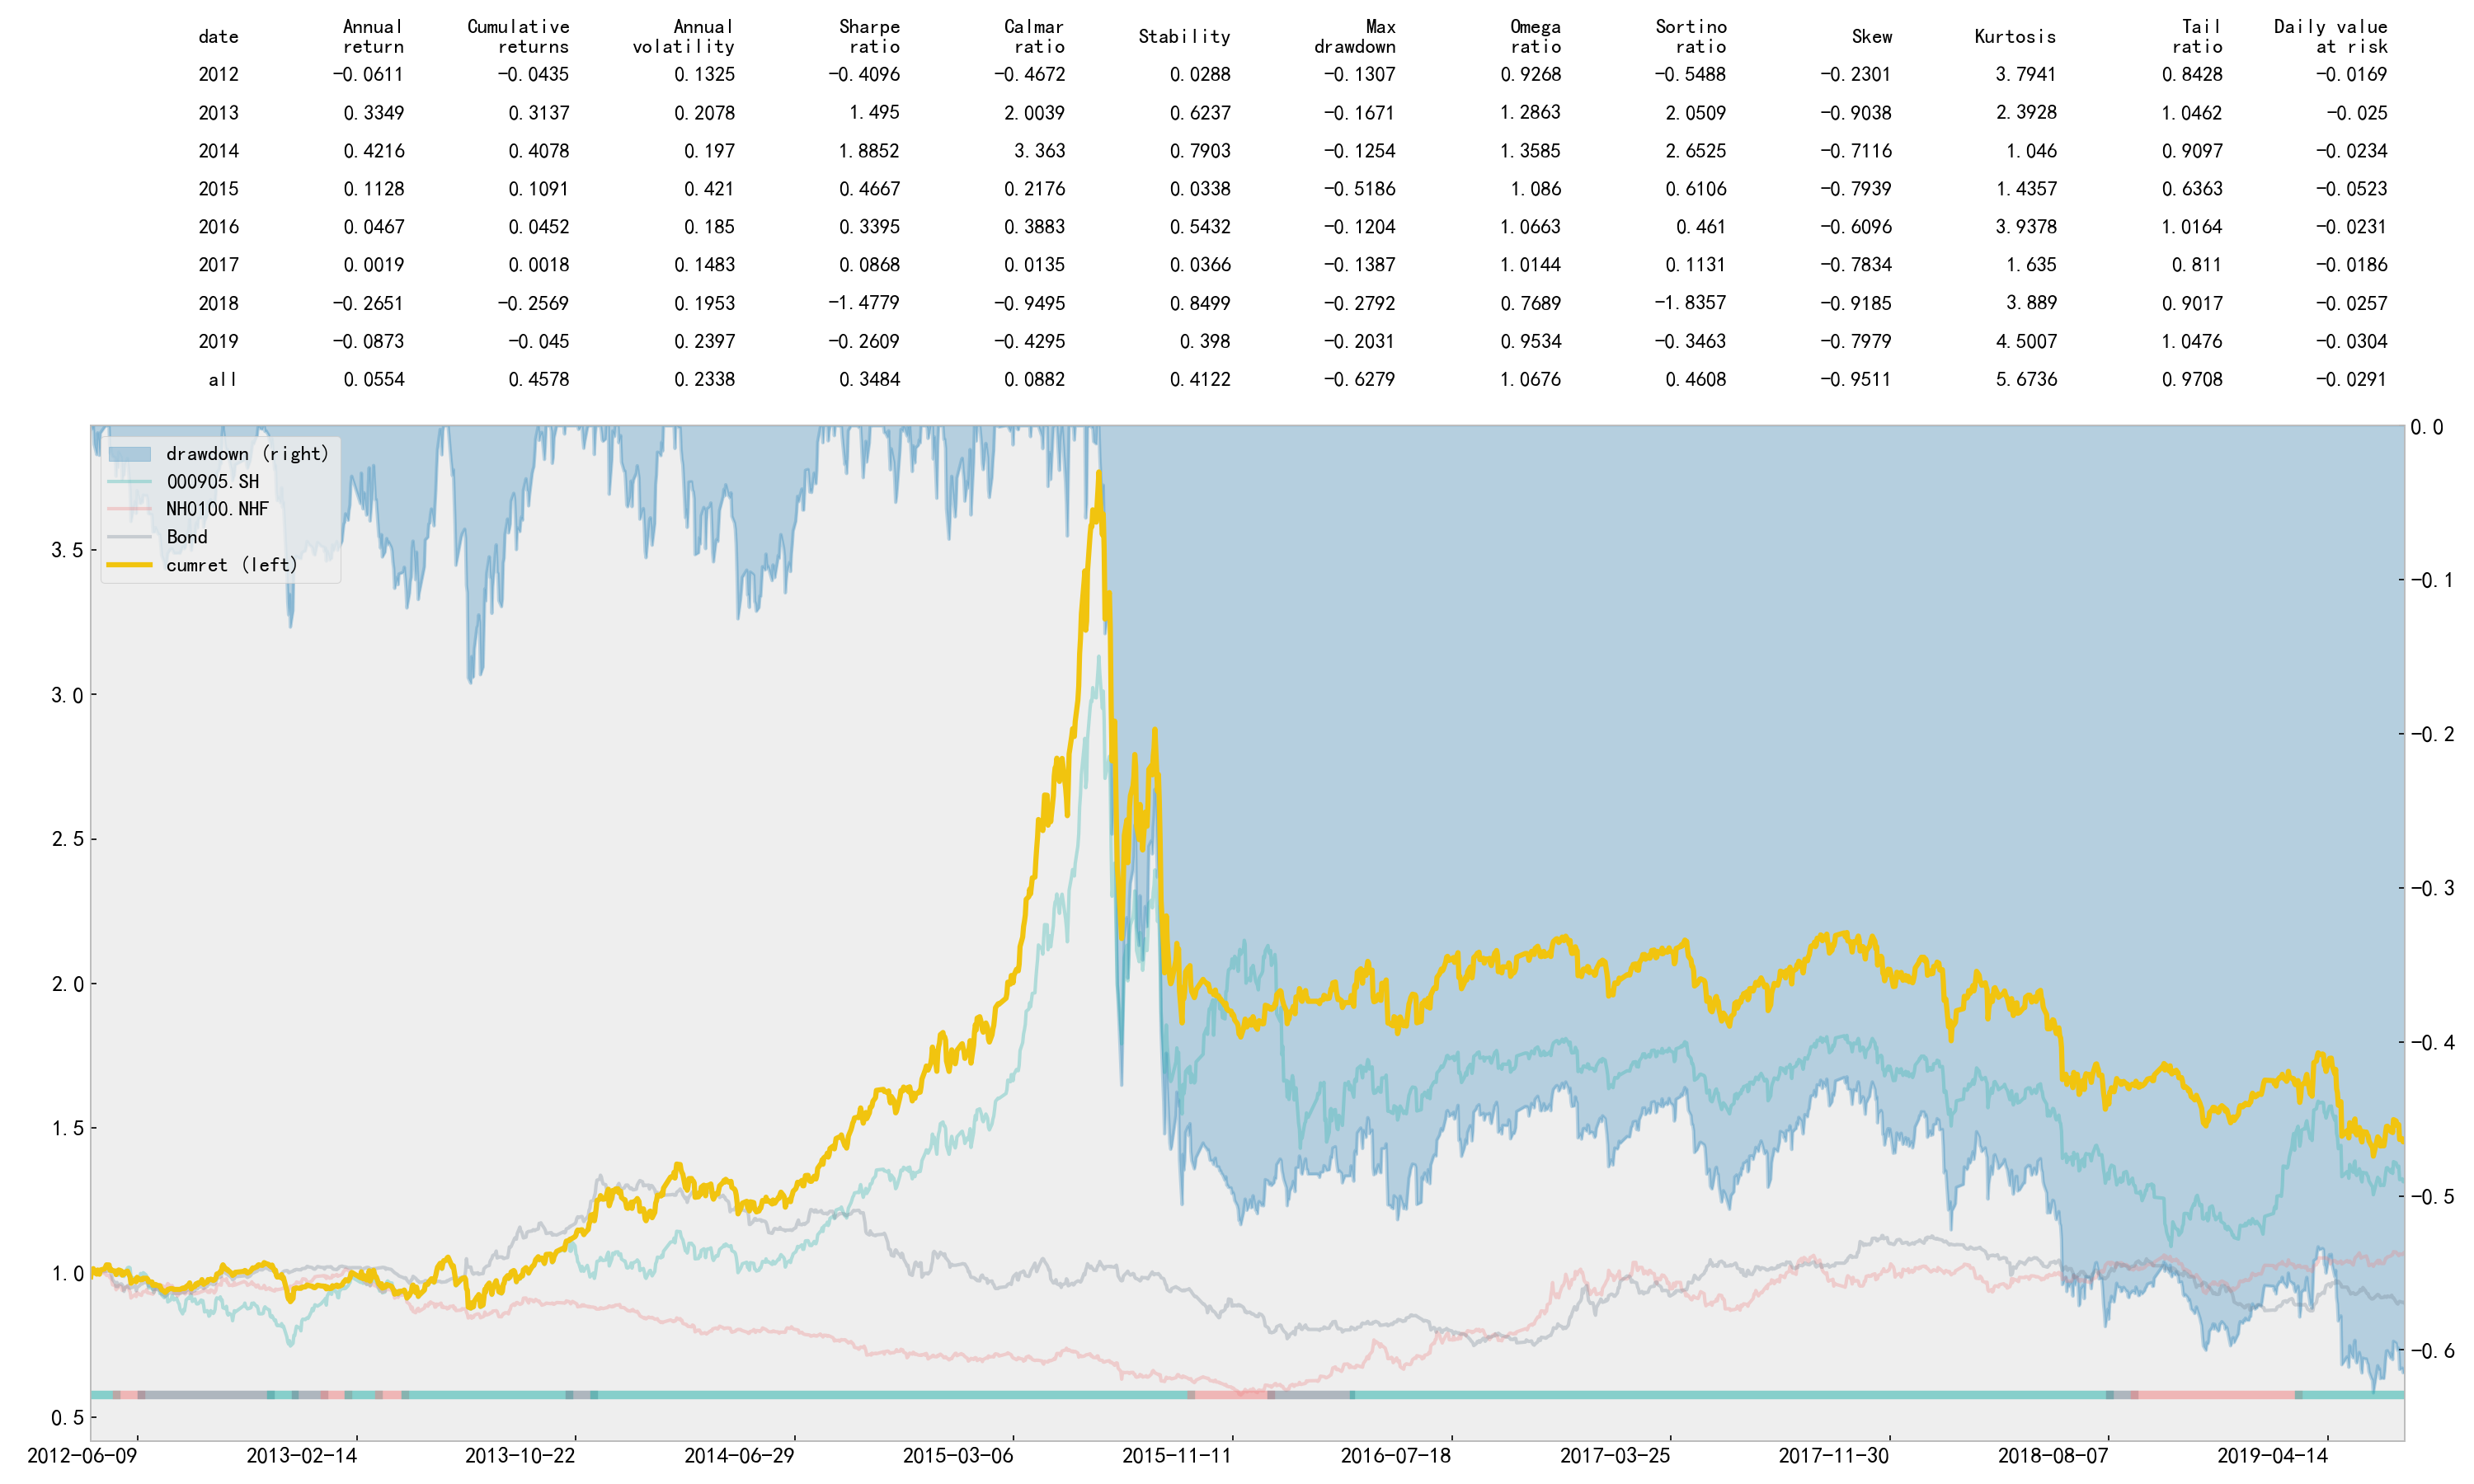 date Annual return Cumulative returns Annual volatility Sharpe ratio Calmar ratio Stability Max drawdown Omega ratio Sortino ratio Skew Kurtosis Tail ratio Daily value at risk
2012 -0.0611 -0.0435 0.1325 -0.4096 -0.4672 0.0288 -0.1307 0.9268 -0.5488 -0.2301 3.7941 0.8428 -0.0169
2013 0.3349 0.3137 0.2078 1.495 2.0039 0.6237 -0.1671 1.2863 2.0509 -0.9038 2.3928 1.0462 -0.025
2014 0.4216 0.4078 0.197 1.8852 3.363 0.7903 -0.1254 1.3585 2.6525 -0.7116 1.046 0.9097 -0.0234
2015 0.1128 0.1091 0.421 0.4667 0.2176 0.0338 -0.5186 1.086 0.6106 -0.7939 1.4357 0.6363 -0.0523
2016 0.0467 0.0452 0.185 0.3395 0.3883 0.5432 -0.1204 1.0663 0.461 -0.6096 3.9378 1.0164 -0.0231
2017 0.0019 0.0018 0.1483 0.0868 0.0135 0.0366 -0.1387 1.0144 0.1131 -0.7834 1.635 0.811 -0.0186
2018 -0.2651 -0.2569 0.1953 -1.4779 -0.9495 0.8499 -0.2792 0.7689 -1.8357 -0.9185 3.889 0.9017 -0.0257
2019 -0.0873 -0.045 0.2397 -0.2609 -0.4295 0.398 -0.2031 0.9534 -0.3463 -0.7979 4.5007 1.0476 -0.0304
all 0.0554 0.4578 0.2338 0.3484 0.0882 0.4122 -0.6279 1.0676 0.4608 -0.9511 5.6736 0.9708 -0.0291
drawdown (right)
000905.SH
NH0100.NHF
Bond
cumret (left)
3.5
3.0
2.5
2.0
1.5
1.0
0.5
0.0
-0.1
-0.2
-0.3
-0.4
-0.5
-0.6
2012-06-09 2013-02-14 2013-10-22 2014-06-29 2015-03-06 2015-11-11 2016-07-18 2017-03-25 2017-11-30 2018-08-07 2019-04-14